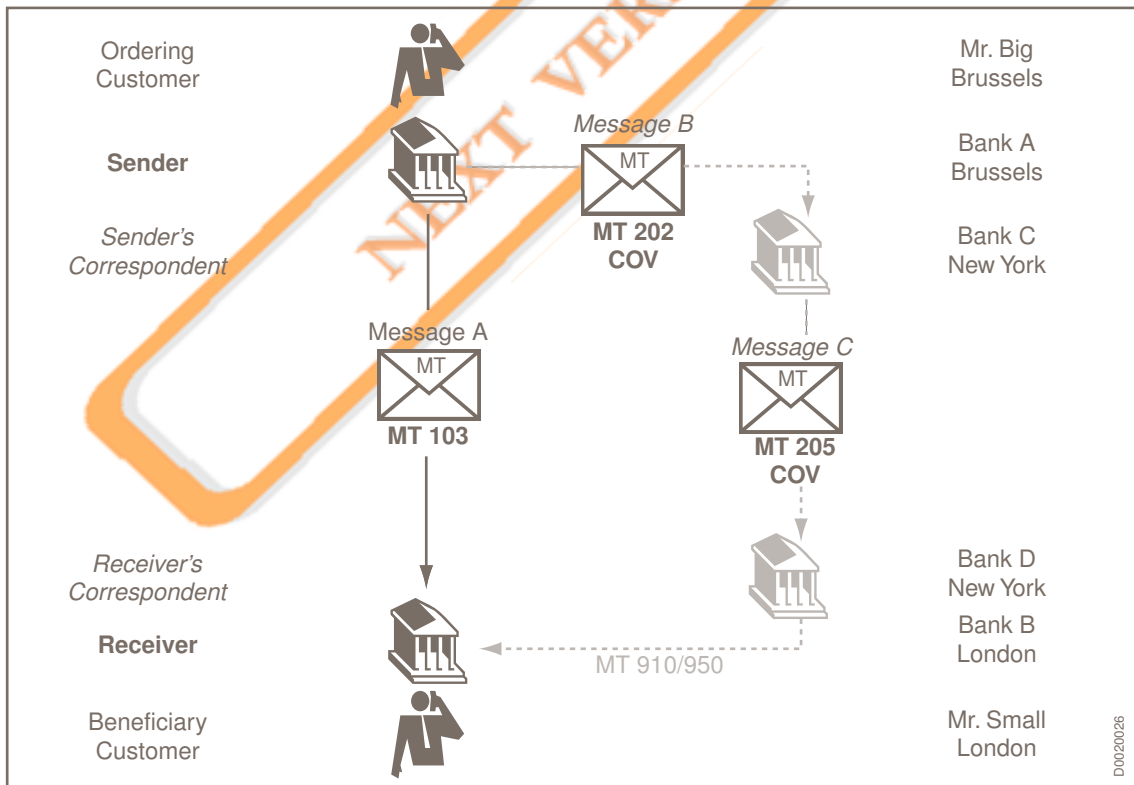 Ordering
Customer
Mr. Big
Brussels
Message B
Sender
MT
Bank A
Brussels
MT 202
COV
Sender's
Correspondent
Bank C
New York
NEXT VER
Message A
MT
MT 103
Message C
MT
MT 205
COV
Receiver's
Correspondent
Bank D
New York
Receiver
MT 910/950
Bank B
London
Beneficiary
Customer
Mr. Small
London
D0020026